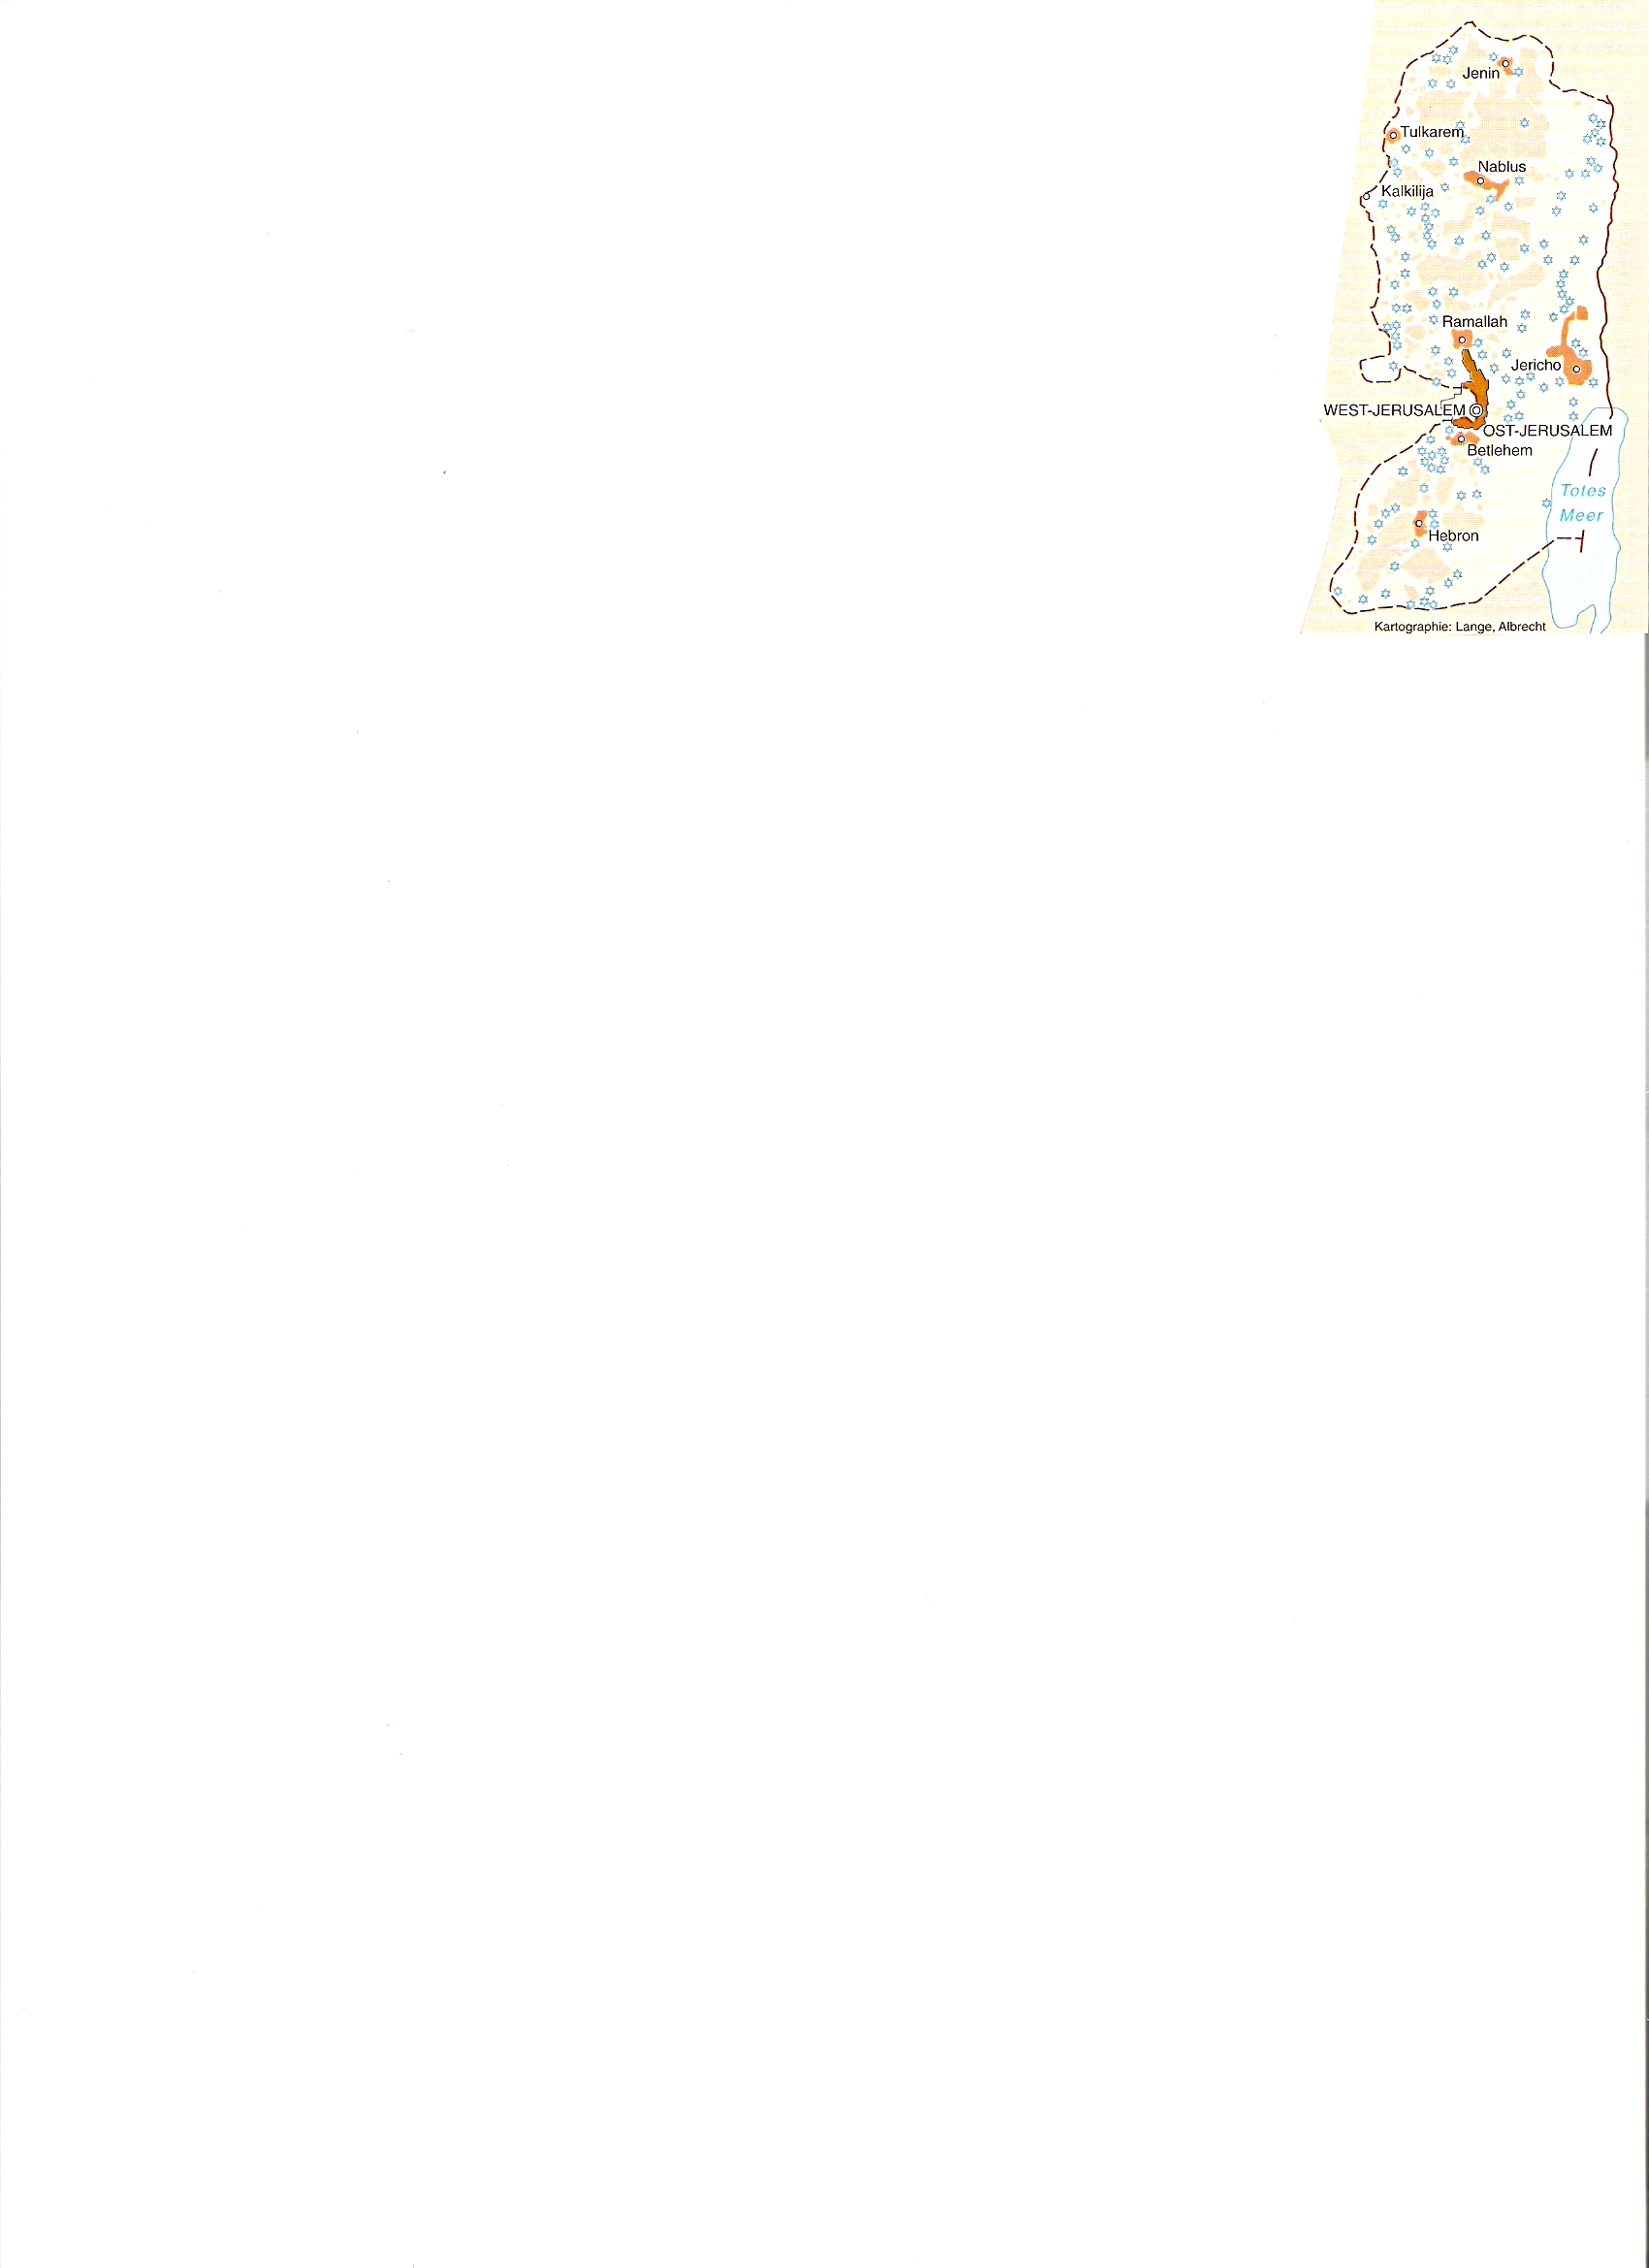 Jenin
Tulkarem
Nablus
Kalkilija
Ramallah
Jericho
WEST-JERUSALEM
OST-JERUSALEM
Betlehem
Totes
Meer
Hebron
Kartographie: Lange, Albrecht